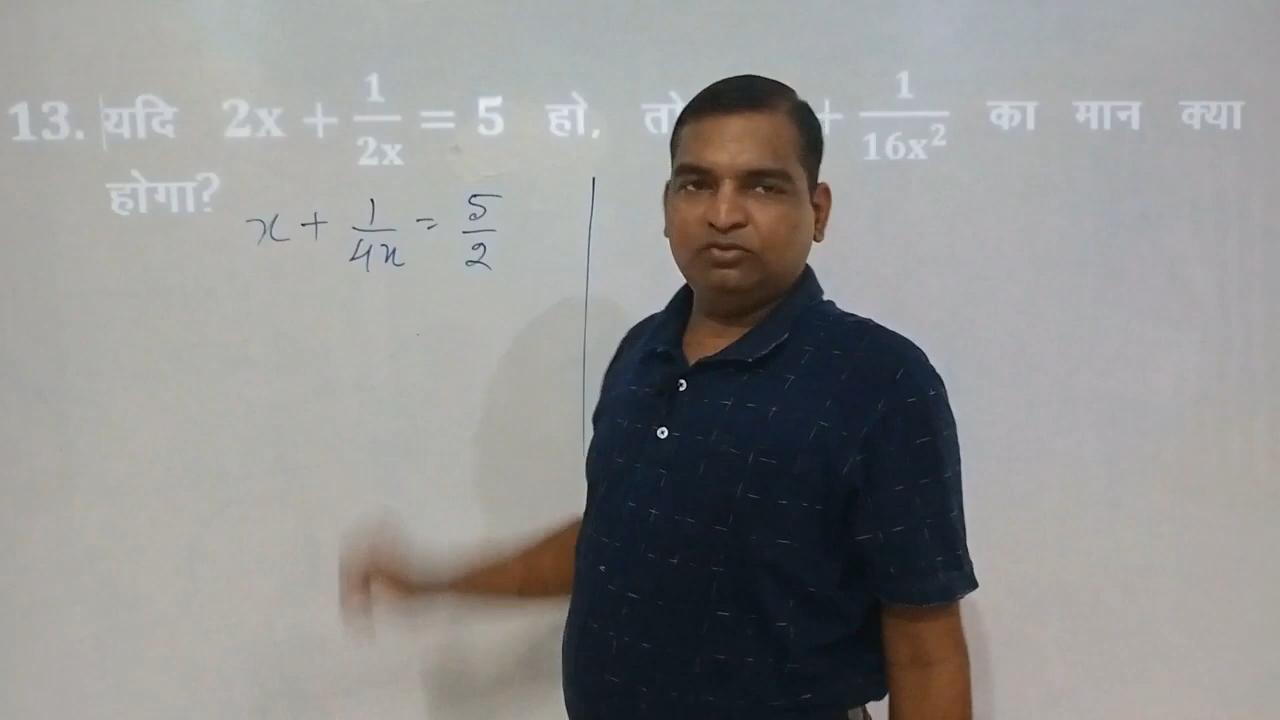 13. यदि 2x + 1/2x = 5 हो, तो + 1/16x² का मान क्या
होगा?
x + 1/4x = 5/2